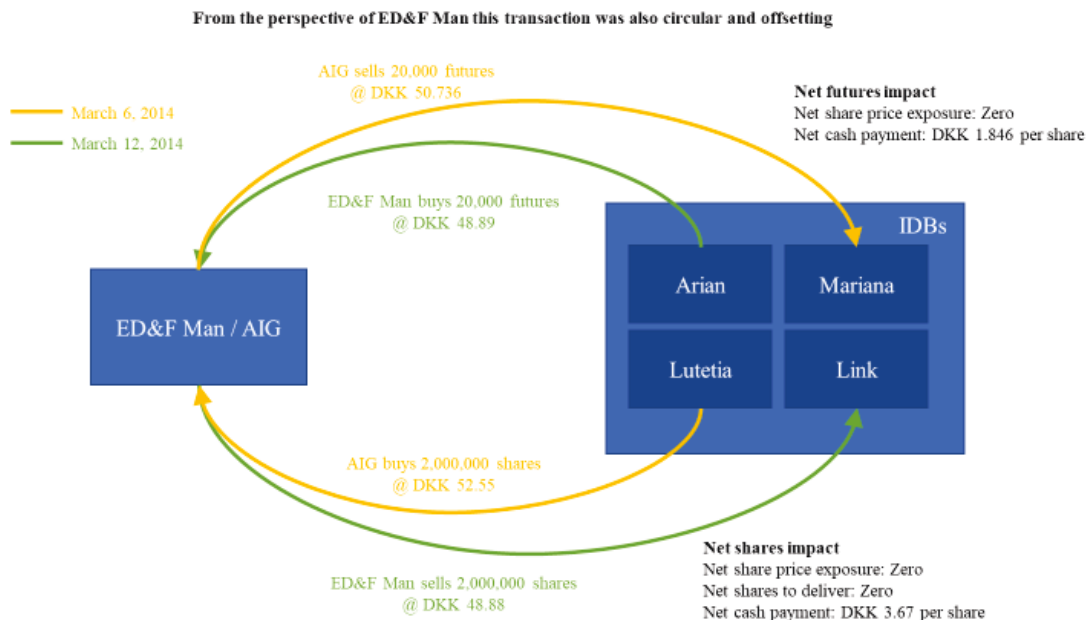 From the perspective of ED&F Man this transaction was also circular and offsetting
AIG sells 20,000 futures
@ DKK 50.736
March 6, 2014
March 12, 2014
Net futures impact
Net share price exposure: Zero
Net cash payment: DKK 1.846 per share
ED&F Man buys 20,000 futures
@ DKK 48.89
IDBs
Arian
Mariana
ED&F Man / AIG
Lutetia
Link
AIG buys 2,000,000 shares
@ DKK 52.55
Net shares impact
Net share price exposure: Zero
Net shares to deliver: Zero
Net cash payment: DKK 3.67 per share
ED&F Man sells 2,000,000 shares
@ DKK 48.88